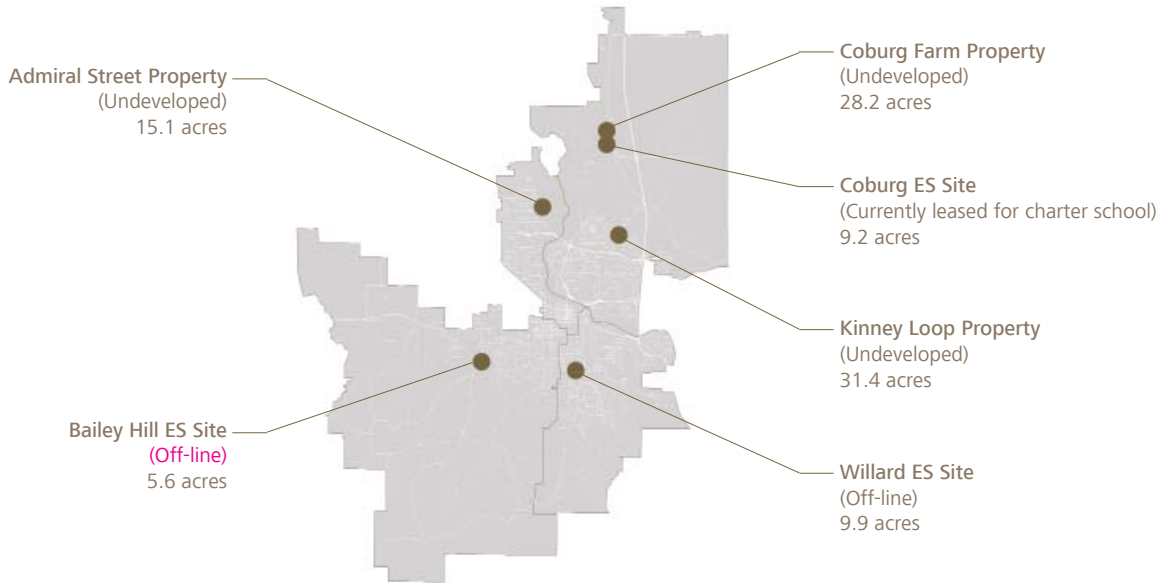 Admiral Street Property
(Undeveloped)
15.1 acres
Coburg Farm Property
(Undeveloped)
28.2 acres
Coburg ES Site
(Currently leased for charter school)
9.2 acres
Kinney Loop Property
(Undeveloped)
31.4 acres
Bailey Hill ES Site
(Off-line)
5.6 acres
Willard ES Site
(Off-line)
9.9 acres